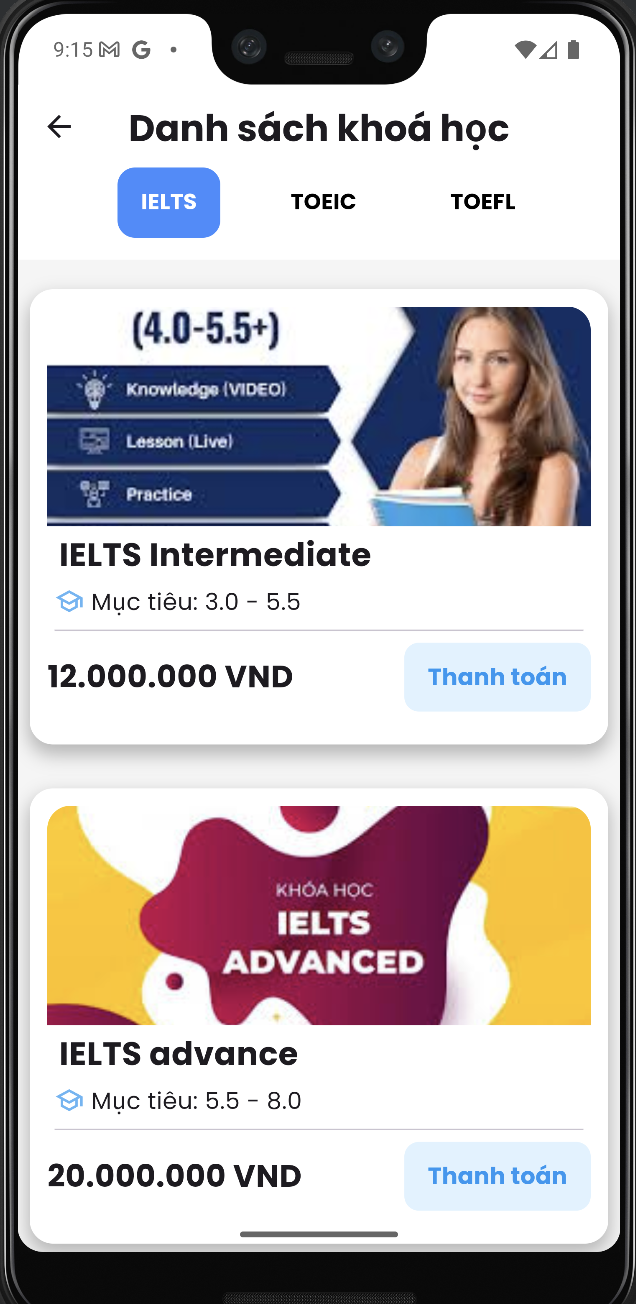 9:15
Danh sách khoá học
IELTS
TOEIC
TOEFL
(4.0-5.5+)
Knowledge (VIDEO)
Lesson (Live)
Practice
IELTS Intermediate
Mục tiêu: 3.0 - 5.5
12.000.000 VND
Thanh toán
KHÓA HỌC
IELTS
ADVANCED
IELTS advance
Mục tiêu: 5.5 - 8.0
20.000.000 VND
Thanh toán